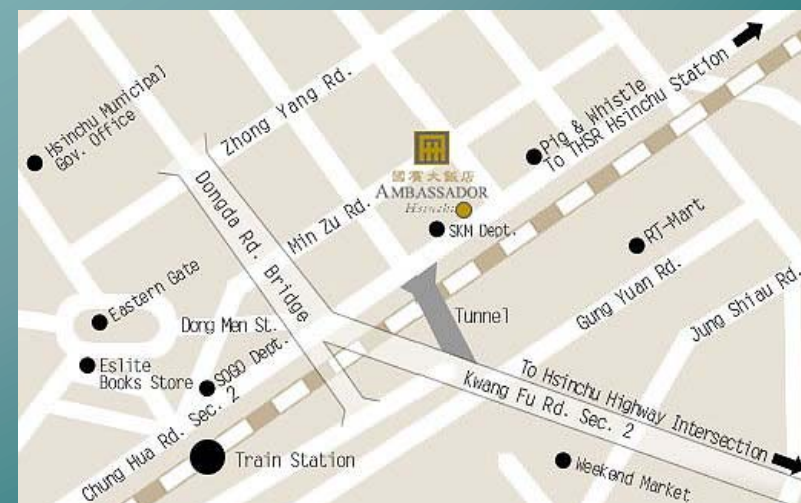 Hsinchu Municipal
Gov. Office
Zhong Yang Rd.
Pig & Whistle
To THSR Hsinchu Station
國賓大飯店
AMBASSADOR
Hsinchu
SKM Dept.
Min Zu Rd.
Dongda Rd. Bridge
RT-Mart
Gung Yuan Rd.
Jung Shiau Rd.
Eastern Gate
Dong Men St.
Tunnel
Eslite
Books Store
SOGO Dept.
Chung Hua Rd. Sec. 2
Train Station
To Hsinchu Highway Intersection
Kwang Fu Rd. Sec. 2
Weekend Market